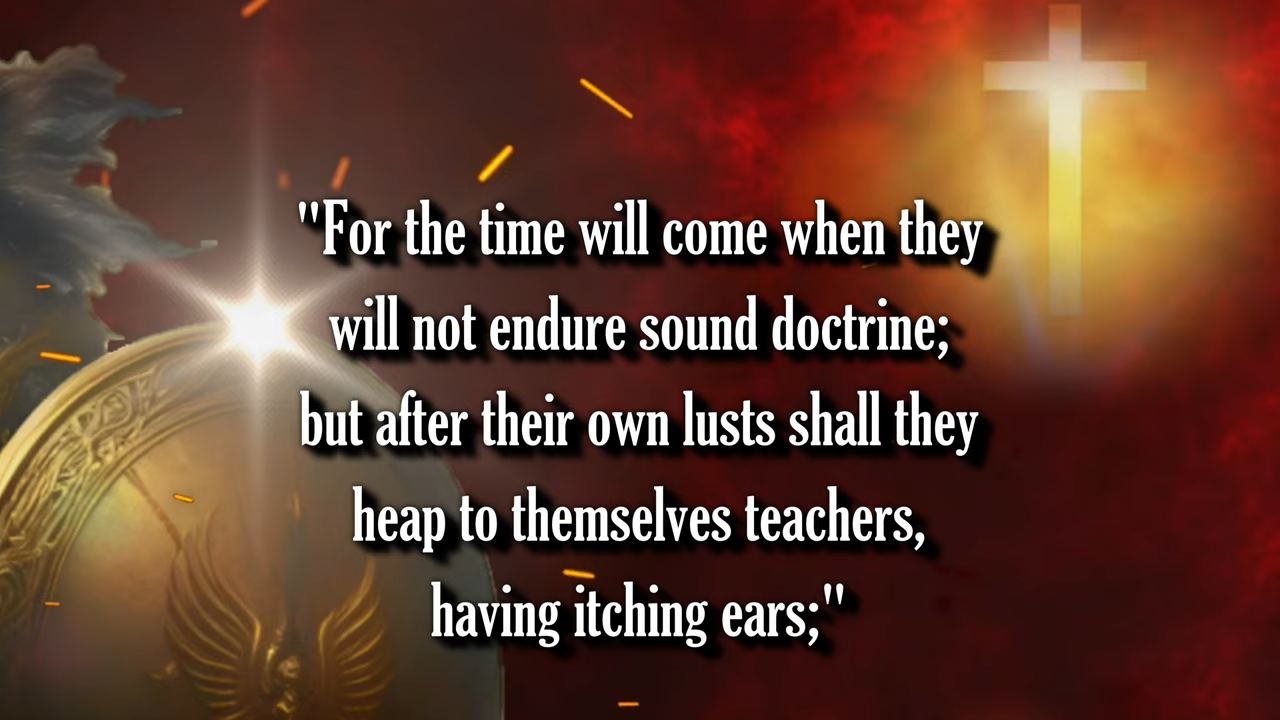 "For the time will come when they
will not endure sound doctrine;
but after their own lusts shall they
heap to themselves teachers,
having itching ears;"